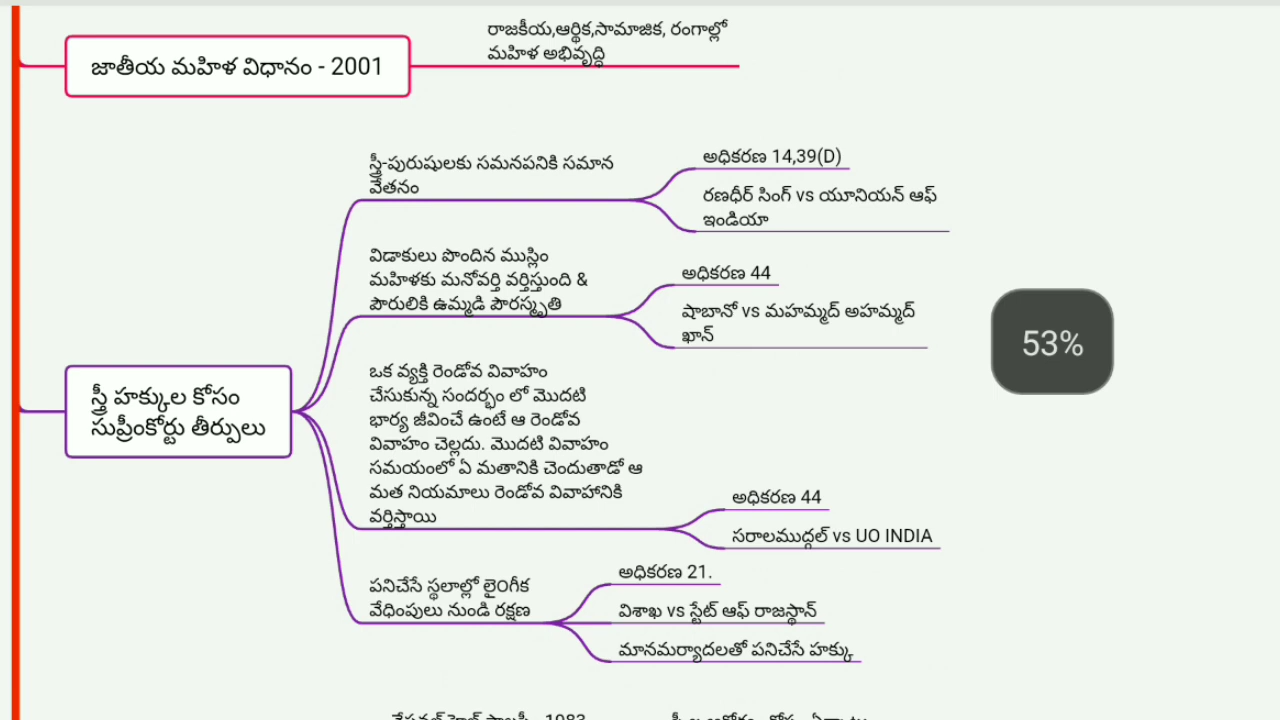 రాజకీయ,ఆర్థిక,సామాజిక, రంగాల్లో
మహిళ అభివృద్ధి
జాతీయ మహిళ విధానం - 2001
స్త్రీ హక్కుల కోసం
సుప్రీంకోర్టు తీర్పులు
స్త్రీ-పురుషులకు సమనపనికి సమాన
వేతనం
అధికరణ 14,39(D)
రణధీర్ సింగ్ vs యూనియన్ ఆఫ్
ఇండియా
విడాకులు పొందిన ముస్లిం
మహిళకు మనోవర్తి వర్తిస్తుంది &
పౌరులికి ఉమ్మడి పౌరస్మృతి
అధికరణ 44
షాబానో vs మహమ్మద్ అహమ్మద్
ఖాన్
53%
ఒక వ్యక్తి రెండోవ వివాహం
చేసుకున్న సందర్భం లో మొదటి
భార్య జీవించే ఉంటే ఆ రెండోవ
వివాహం చెల్లదు. మొదటి వివాహం
సమయంలో ఏ మతానికి చెందుతాడో ఆ
మత నియమాలు రెండోవ వివాహానికి
వర్తిస్తాయి
అధికరణ 44
సరాలముద్గల్ vs UO INDIA
పనిచేసే స్థలాల్లో లైంగీక
వేధింపులు నుండి రక్షణ
అధికరణ 21.
విశాఖ vs స్టేట్ ఆఫ్ రాజస్థాన్
మానమర్యాదలతో పనిచేసే హక్కు